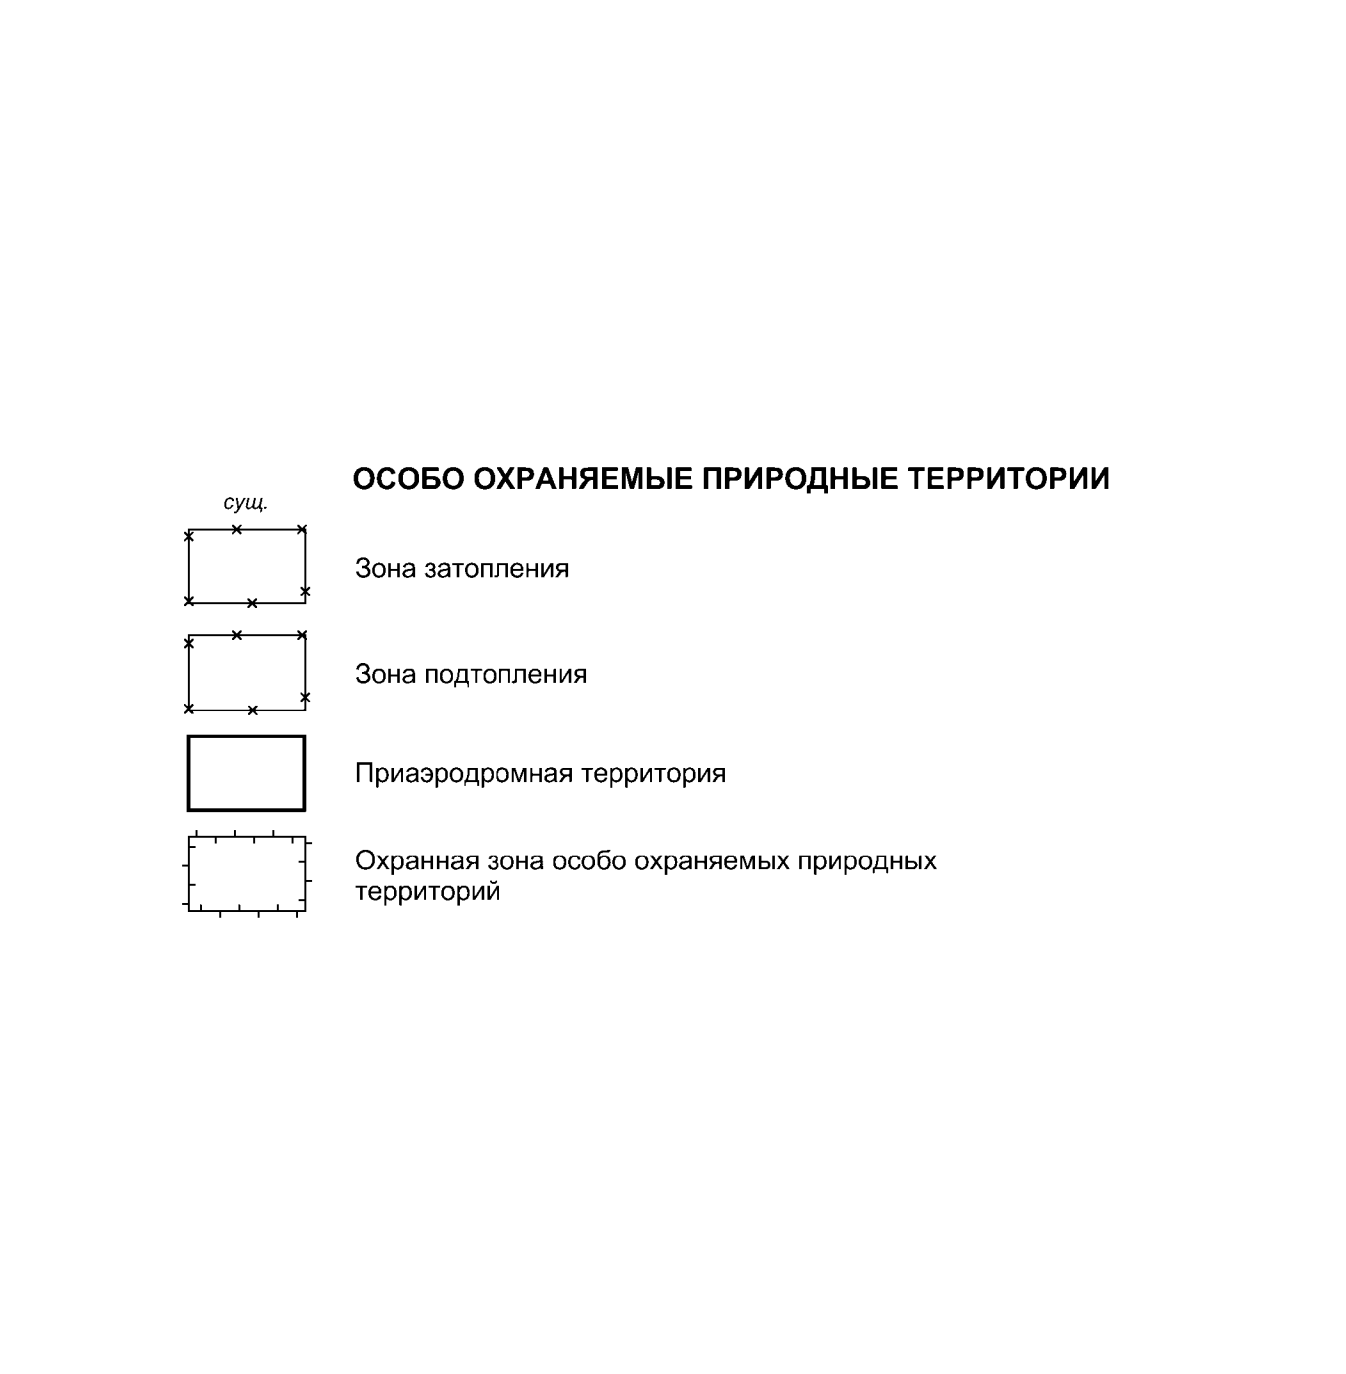 ОСОБО ОХРАНЯЕМЫЕ ПРИРОДНЫЕ ТЕРРИТОРИИ
сущ.
Зона затопления
Зона подтопления
Приаэродромная территория
Охранная зона особо охраняемых природных
территорий